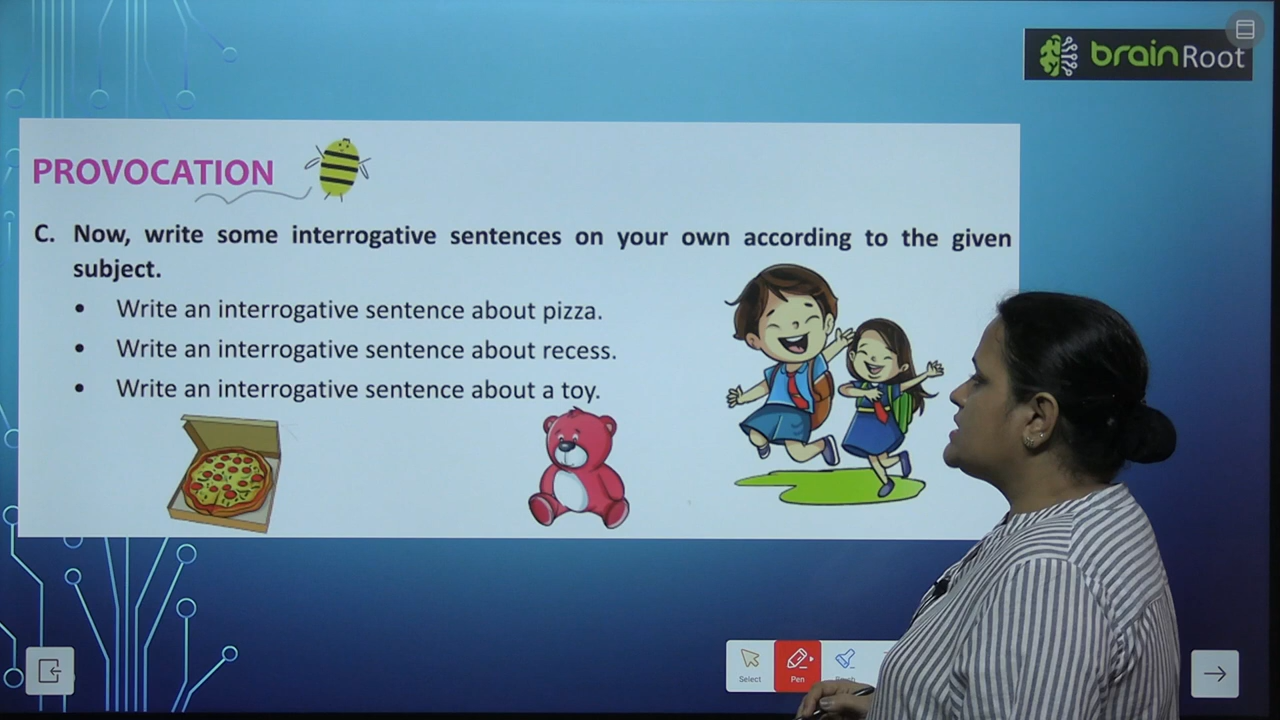 brainRoot
PROVOCATION
C. Now, write some interrogative sentences on your own according to the given
subject.
• Write an interrogative sentence about pizza.
• Write an interrogative sentence about recess.
• Write an interrogative sentence about a toy.
Select Pen